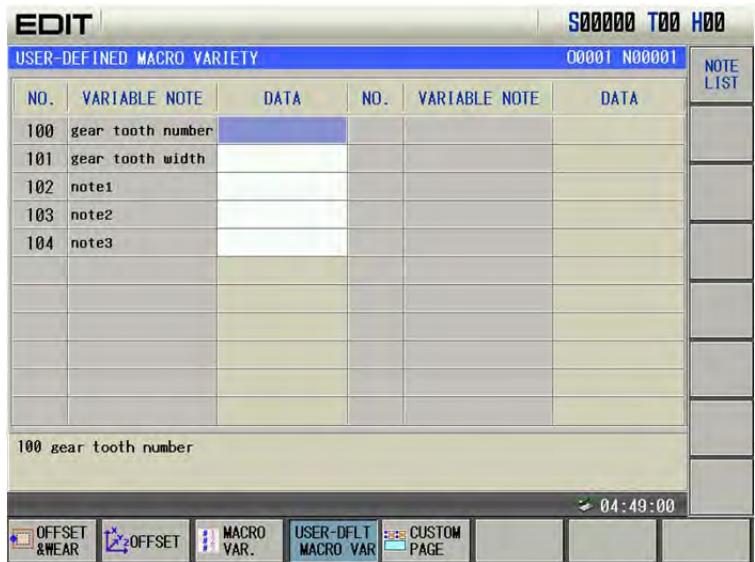 EDIT S00000 T00 H00
USER-DEFINED MACRO VARIETY O0001 N00001
NOTE
LIST
NO. VARIABLE NOTE DATA NO. VARIABLE NOTE DATA
100 gear tooth number
101 gear tooth width
102 note1
103 note2
104 note3
100 gear tooth number
04:49:00
OFFSET
&WEAR
OFFSET
MACRO
VAR.
USER-DFLT
MACRO VAR
CUSTOM
PAGE